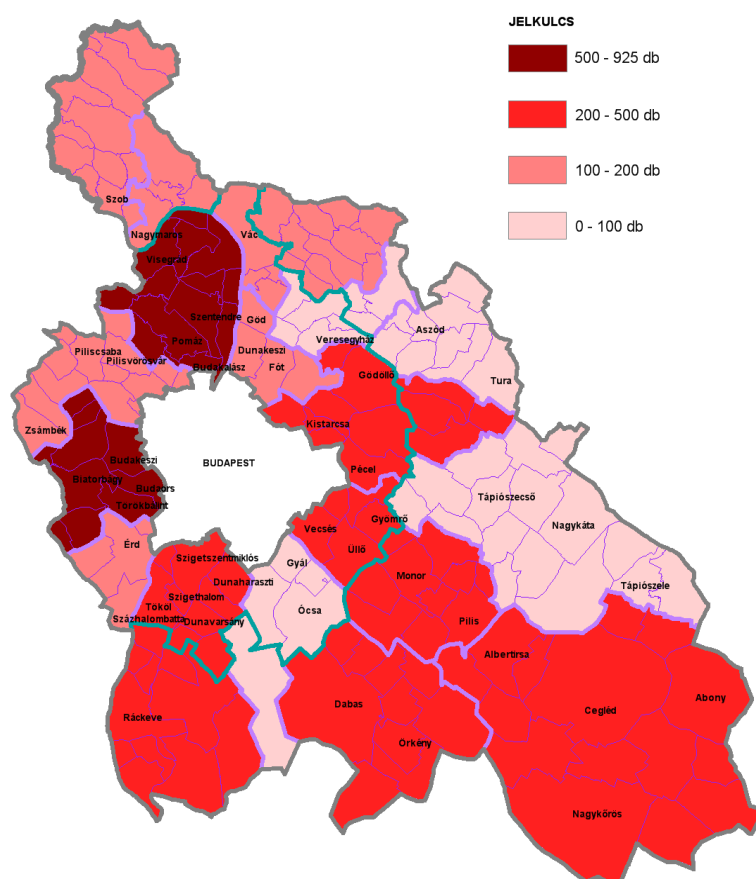 JELKULCS
500 - 925 db
200 - 500 db
100 - 200 db
0 - 100 db
Szob
Nagymaros
Vác
Visegrád
Szentendre
Göd
Aszód
Pomáz
Veresegyház
Piliscsaba
Pilisvörösvár
Dunakeszi
Budakalász
Fót
Gödöllő
Tura
Zsámbék
Kistarcsa
Budakeszi
BUDAPEST
Pécel
Biatorbágy
Budaörs
Törökbálint
Tápiószecső
Gyömrő
Nagykáta
Vecsés
Érd
Üllő
Szigetszentmiklós
Gyál
Monor
Dunaharaszti
Tápiószele
Szigethalom
Tököl
Ócsa
Százhalombatta
Dunavarsány
Pilis
Albertirsa
Abony
Dabas
Cegléd
Ráckeve
Örkény
Nagykőrös